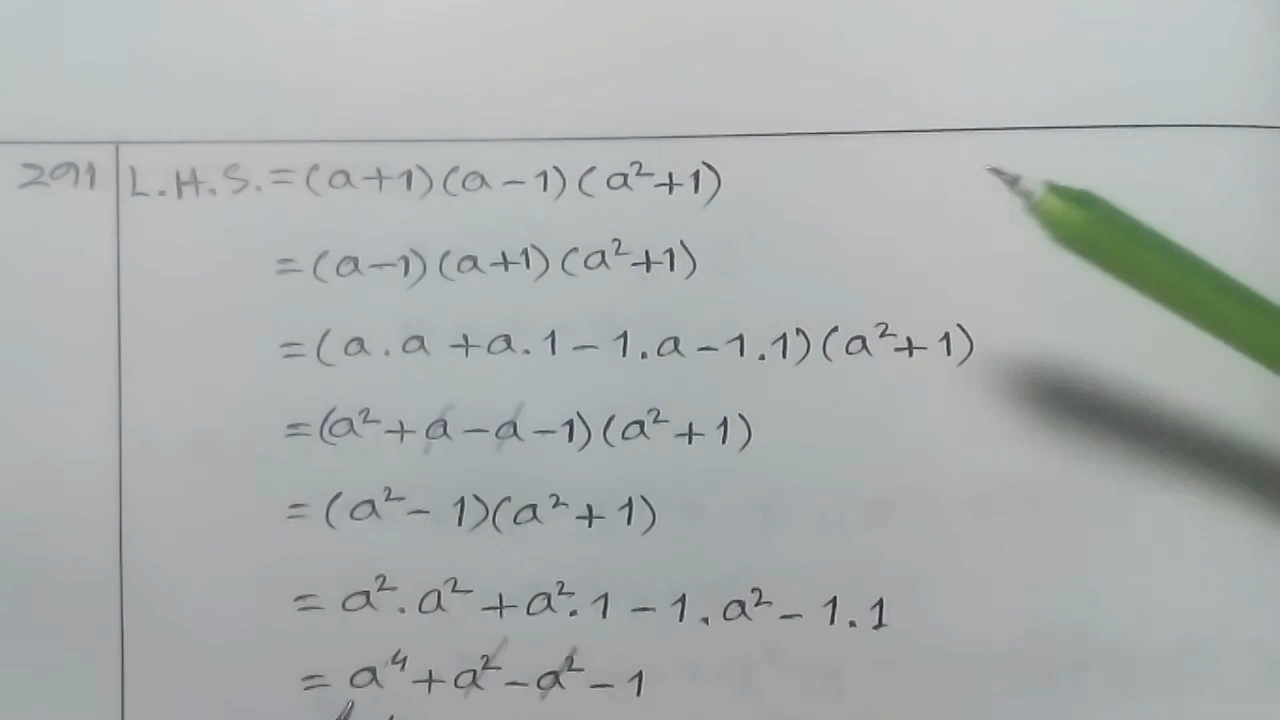 291 L.H.S. = (a+1)(a-1)(a²+1)
= (a-1)(a+1)(a²+1)
= (a.a + a.1 - 1.a - 1.1)(a²+1)
= (a² + a - a - 1)(a² + 1)
= (a² - 1)(a² + 1)
= a².a² + a².1 - 1.a² - 1.1
= a⁴ + a² - a² - 1